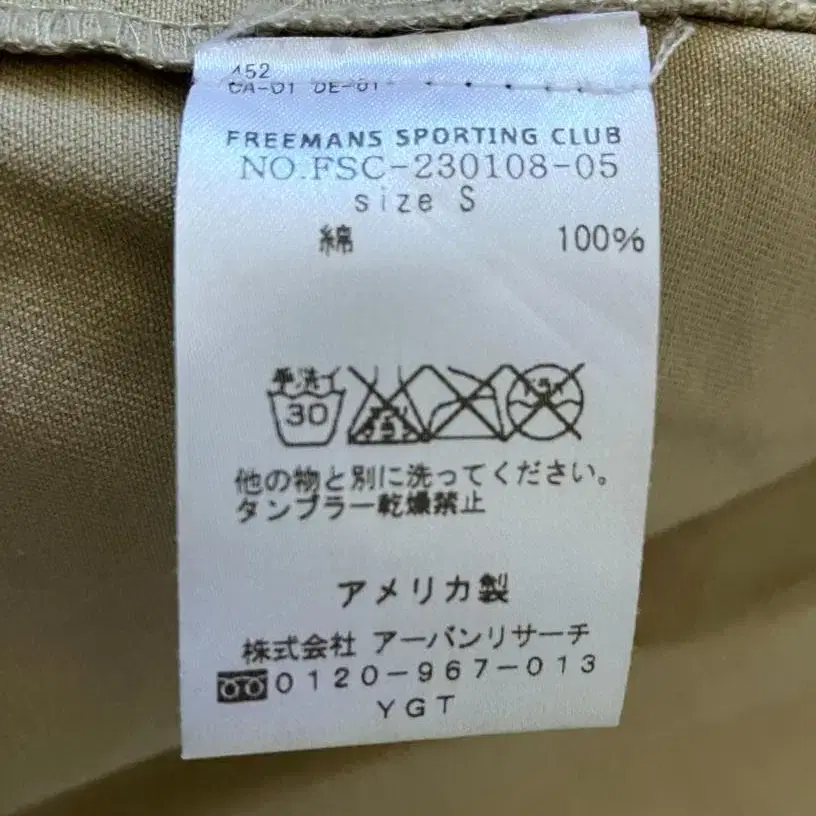 152
CA-01 DE-01
FREEMANS SPORTING CLUB
NO.FSC-230108-05
size S
綿 100%
手洗イ
30
他の物と別に洗ってください。
タンブラー乾燥禁止
アメリカ製
株式会社 アーバンリサーチ
0120-967-013
YGT